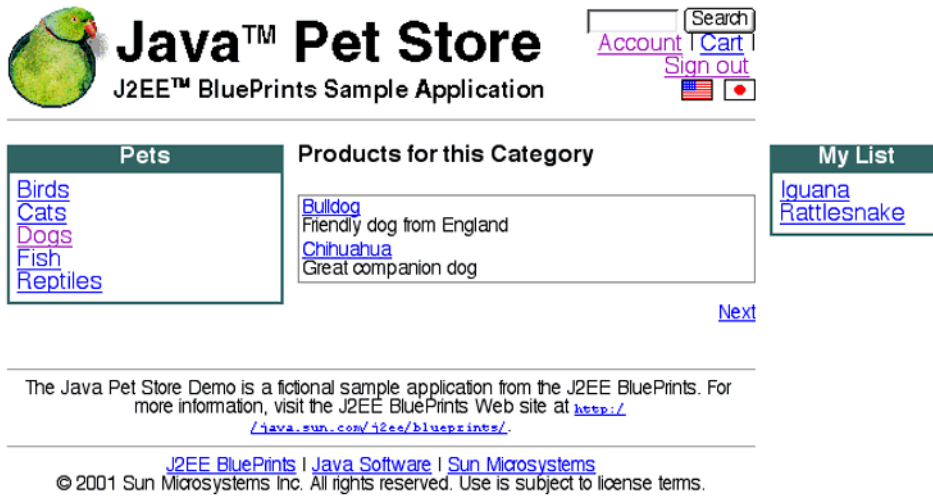 Java™ Pet Store
J2EE™ BluePrints Sample Application
Search
Account | Cart |
Sign out
Pets
Birds
Cats
Dogs
Fish
Reptiles
Products for this Category
Bulldog
Friendly dog from England
Chihuahua
Great companion dog
Next
My List
Iguana
Rattlesnake
The Java Pet Store Demo is a fictional sample application from the J2EE BluePrints. For
more information, visit the J2EE BluePrints Web site at http:/
/java.sun.com/j2ee/blueprints/.
J2EE BluePrints | Java Software | Sun Microsystems
© 2001 Sun Microsystems Inc. All rights reserved. Use is subject to license terms.